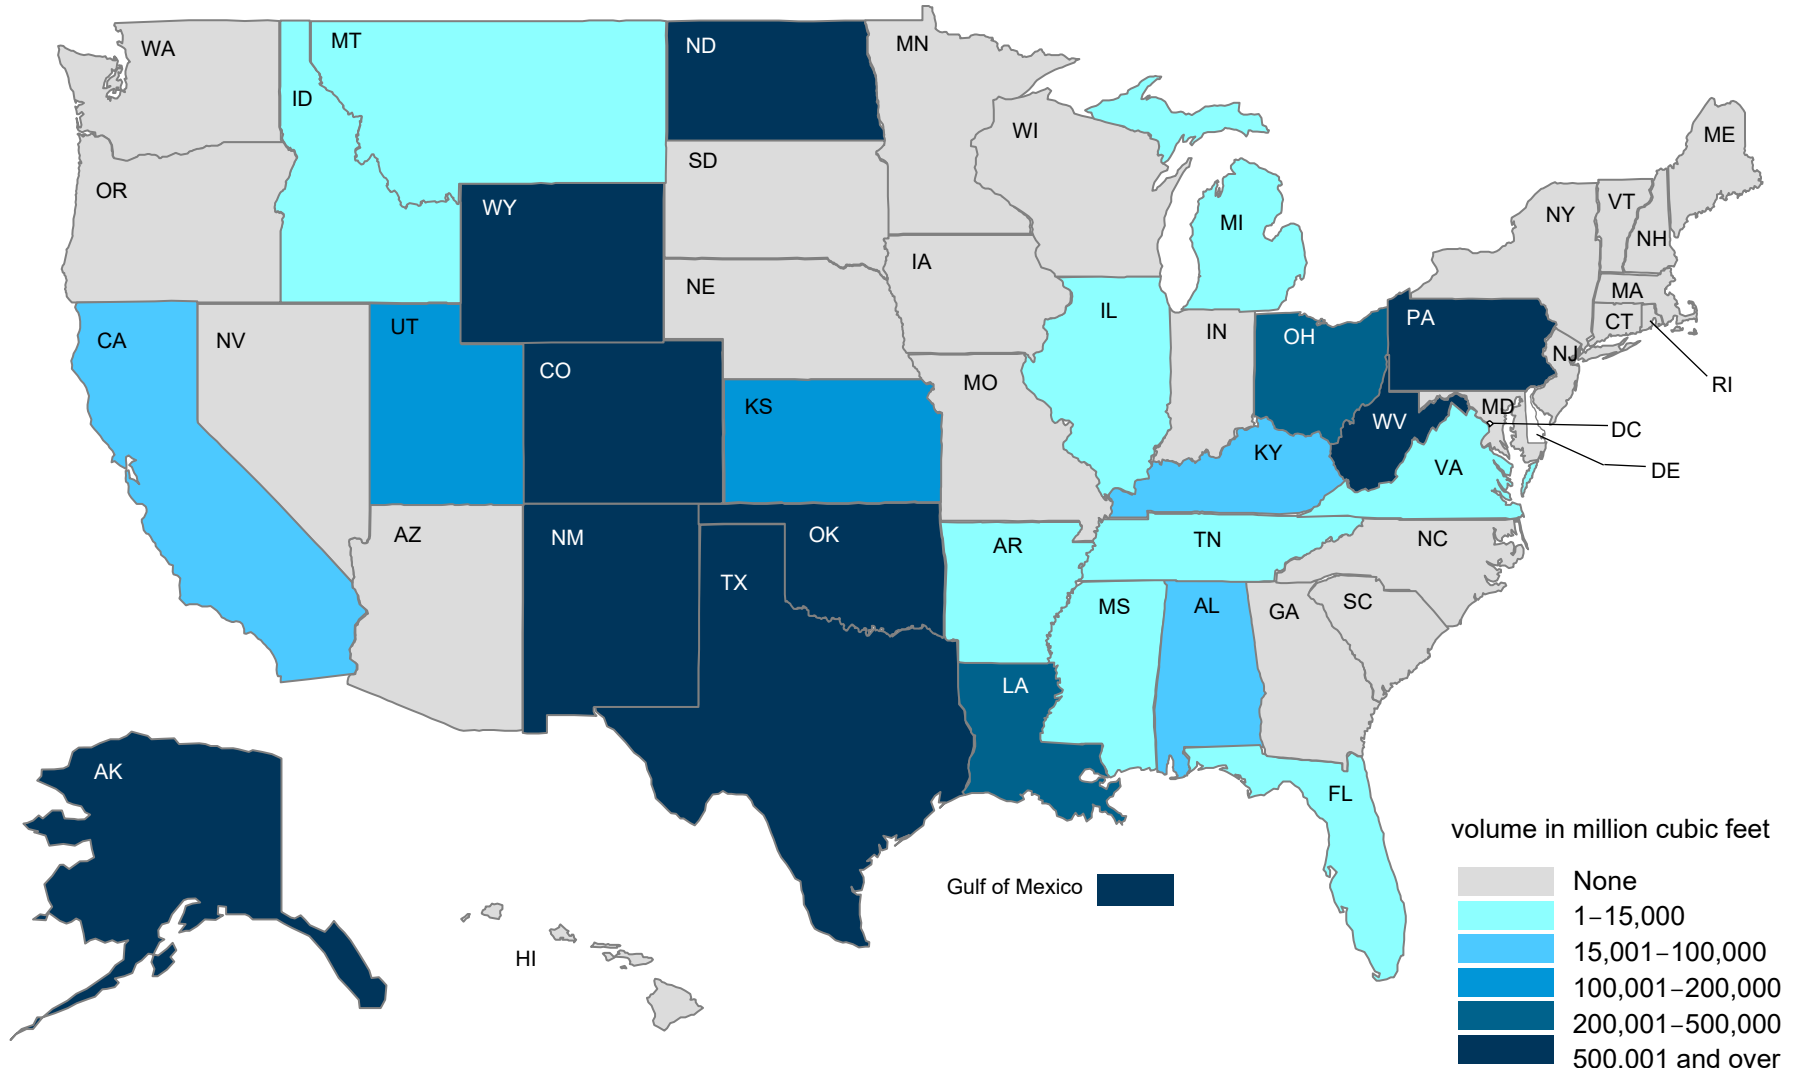 WA
MT
ND
MN
ID
WI
ME
SD
OR
WY
NY
VT
NH
MI
IA
NE
MA
IL
CT
PA
UT
OH
IN
CA
NV
NJ
CO
MO
RI
KS
MD
WV
DC
KY
VA
DE
AZ
NM
OK
AR
TN
NC
TX
MS
AL
GA
SC
LA
AK
FL
HI
Gulf of Mexico
volume in million cubic feet
None
1–15,000
15,001–100,000
100,001–200,000
200,001–500,000
500,001 and over